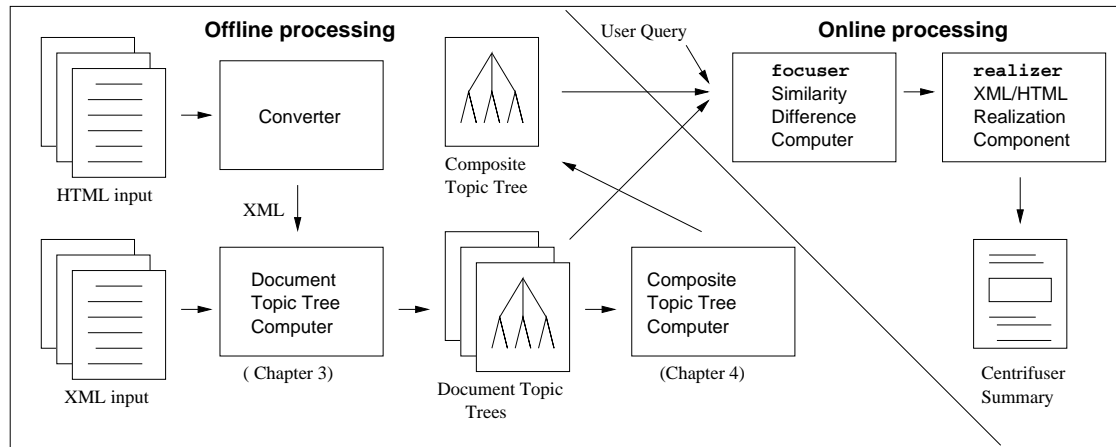 Offline processing
User Query
Online processing
Converter
focuser
Similarity
Difference
Computer
realizer
XML/HTML
Realization
Component
Composite
Topic Tree
HTML input
XML
Document
Topic Tree
Computer
Composite
Topic Tree
Computer
( Chapter 3)
(Chapter 4)
XML input
Document Topic
Trees
Centrifuser
Summary